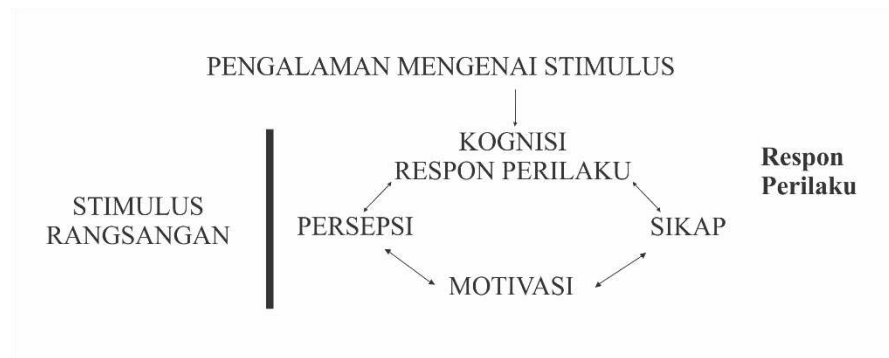 PENGALAMAN MENGENAI STIMULUS
KOGNISI
RESPON PERILAKU
Respon
Perilaku
STIMULUS
RANGSANGAN
PERSEPSI
SIKAP
MOTIVASI